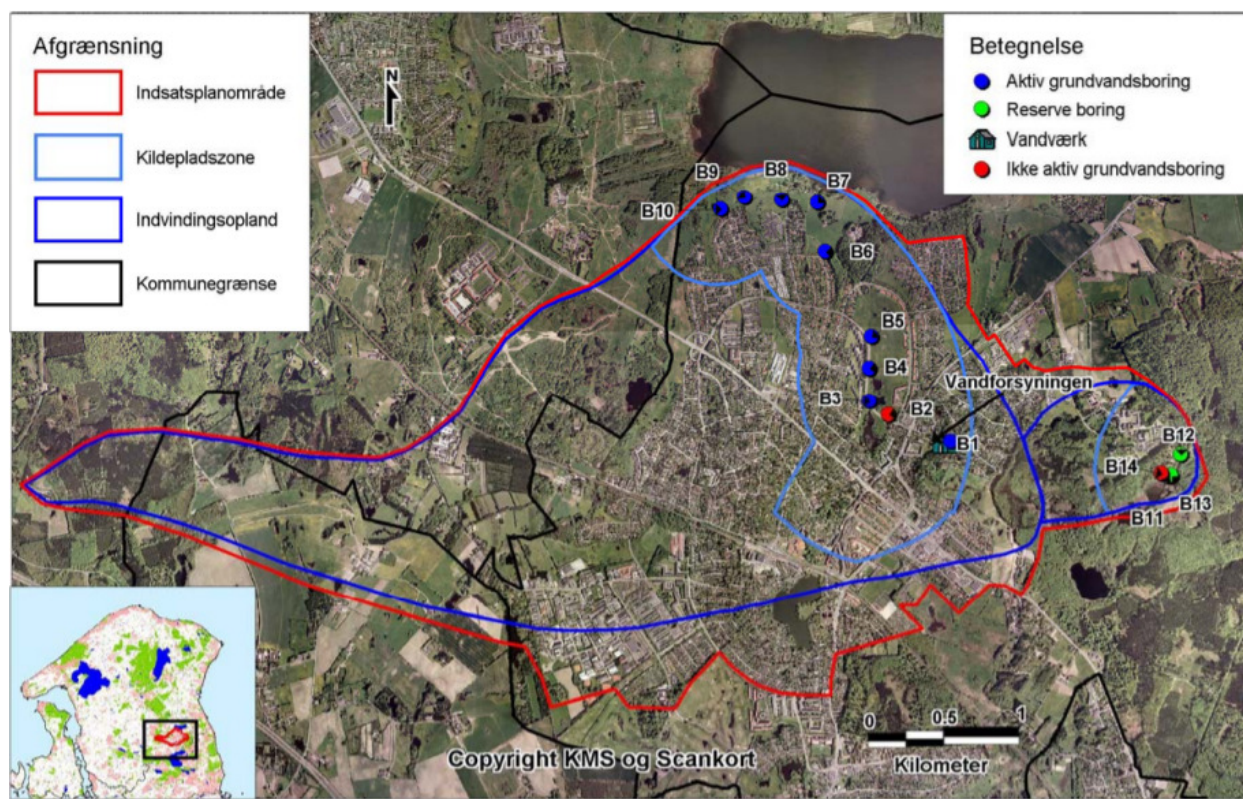 Afgrænsning
Indsatsplanområde
Kildepladszone
Indvindingsopland
Kommunegrænse
N
Betegnelse
Aktiv grundvandsboring
Reserve boring
Vandværk
Ikke aktiv grundvandsboring
B9
B8
B7
B10
B6
B5
B4
Vandforsyningen
B3
B2
B1
B12
B14
B13
B11
0 0.5 1
Kilometer
Copyright KMS og Scankort